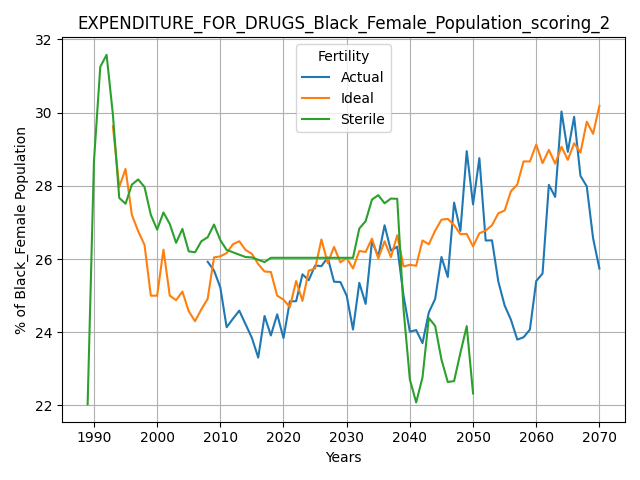 EXPENDITURE_FOR_DRUGS_Black_Female_Population_scoring_2
Fertility
Actual
Ideal
Sterile
% of Black_Female Population
32
30
28
26
24
22
1990 2000 2010 2020 2030 2040 2050 2060 2070
Years